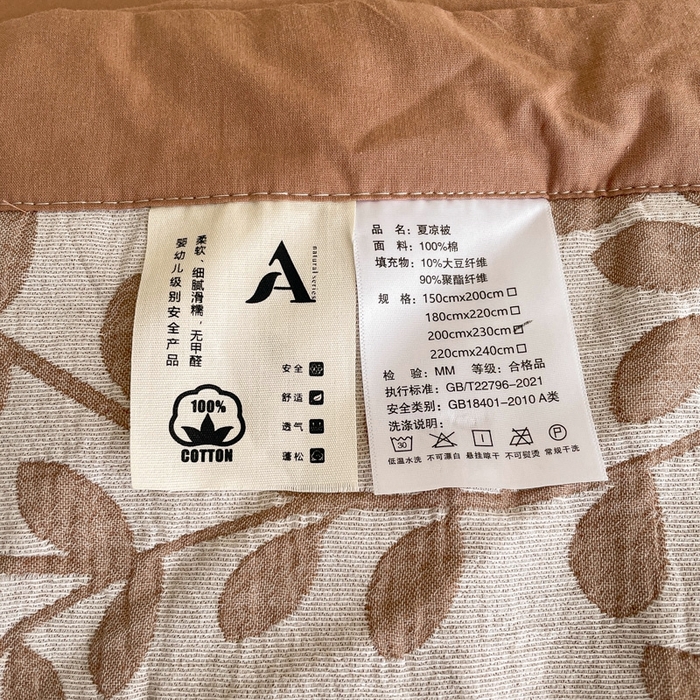 柔软、细腻滑糯，无甲醛
婴幼儿级别安全产品
A
natural series
安全
舒适
透气
蓬松
100%
COTTON
品 名：夏凉被
面 料：100%棉
填充物：10%大豆纤维
90%聚酯纤维
规 格：150cmx200cm☐
180cmx220cm☐
200cmx230cm☑
220cmx240cm☐
检 验：MM 等级：合格品
执行标准：GB/T22796-2021
安全类别：GB18401-2010 A类
洗涤说明：
30
P
低温水洗 不可漂白 悬挂晾干 不可熨烫 常规干洗